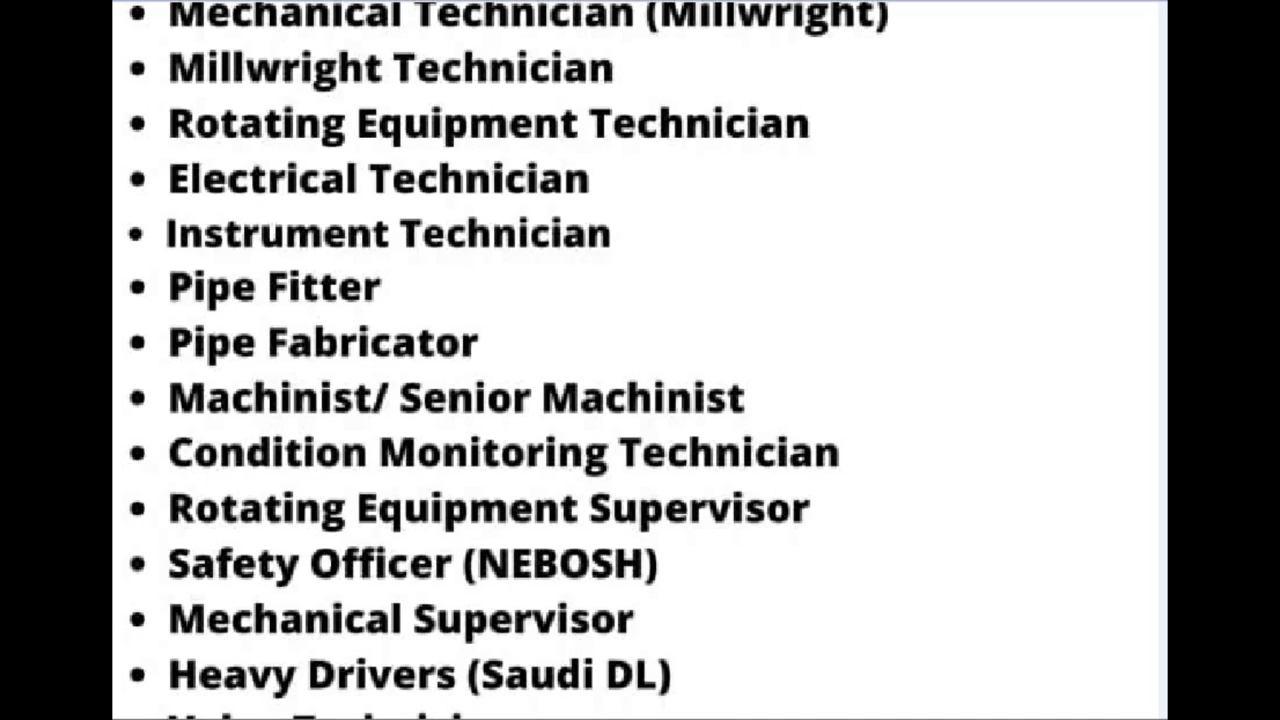 • Mechanical Technician (Millwright)
• Millwright Technician
• Rotating Equipment Technician
• Electrical Technician
• Instrument Technician
• Pipe Fitter
• Pipe Fabricator
• Machinist/ Senior Machinist
• Condition Monitoring Technician
• Rotating Equipment Supervisor
• Safety Officer (NEBOSH)
• Mechanical Supervisor
• Heavy Drivers (Saudi DL)